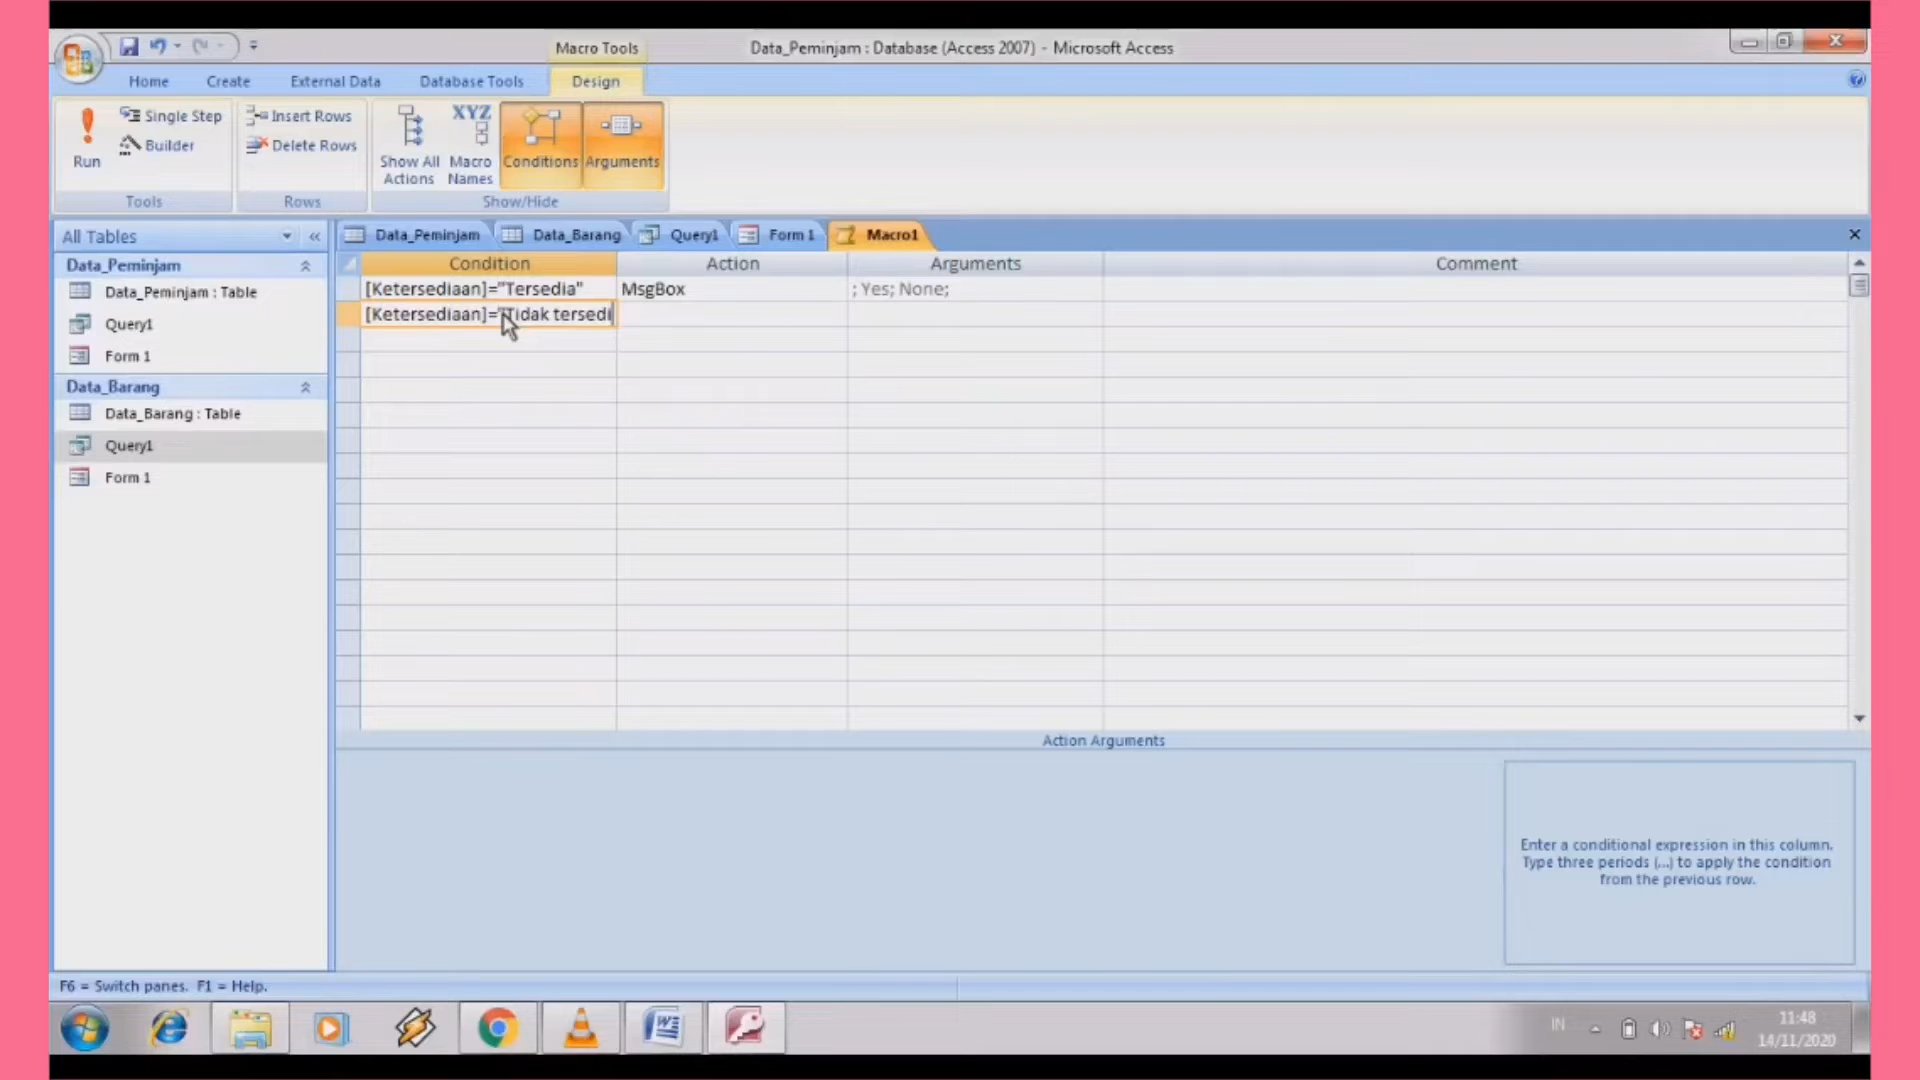 Macro Tools
Data_Peminjam : Database (Access 2007) - Microsoft Access
Home Create External Data Database Tools Design
Run
Single Step
Builder
Tools
Insert Rows
Delete Rows
Rows
Show All Actions
XYZ
Macro Names
Conditions
Arguments
Show/Hide
All Tables
Data_Peminjam
Data_Peminjam : Table
Query1
Form 1
Data_Barang
Data_Barang : Table
Query1
Form 1
Data_Peminjam Data_Barang Query1 Form 1 Macro1
Condition Action Arguments Comment
[Ketersediaan]="Tersedia" MsgBox ; Yes; None;
[Ketersediaan]="Tidak tersedi
Action Arguments
Enter a conditional expression in this column.
Type three periods (...) to apply the condition
from the previous row.
F6 = Switch panes. F1 = Help.
IN
11:48
14/11/2020